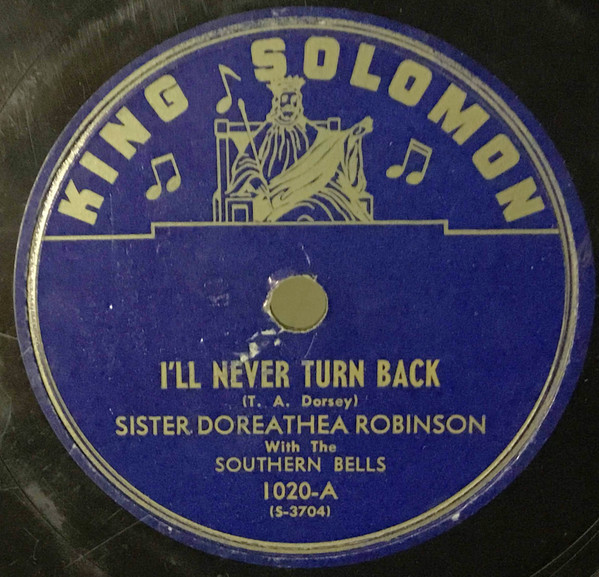 KING SOLOMON
I'LL NEVER TURN BACK
(T. A. Dorsey)
SISTER DOREATHEA ROBINSON
With The
SOUTHERN BELLS
1020-A
(S-3704)